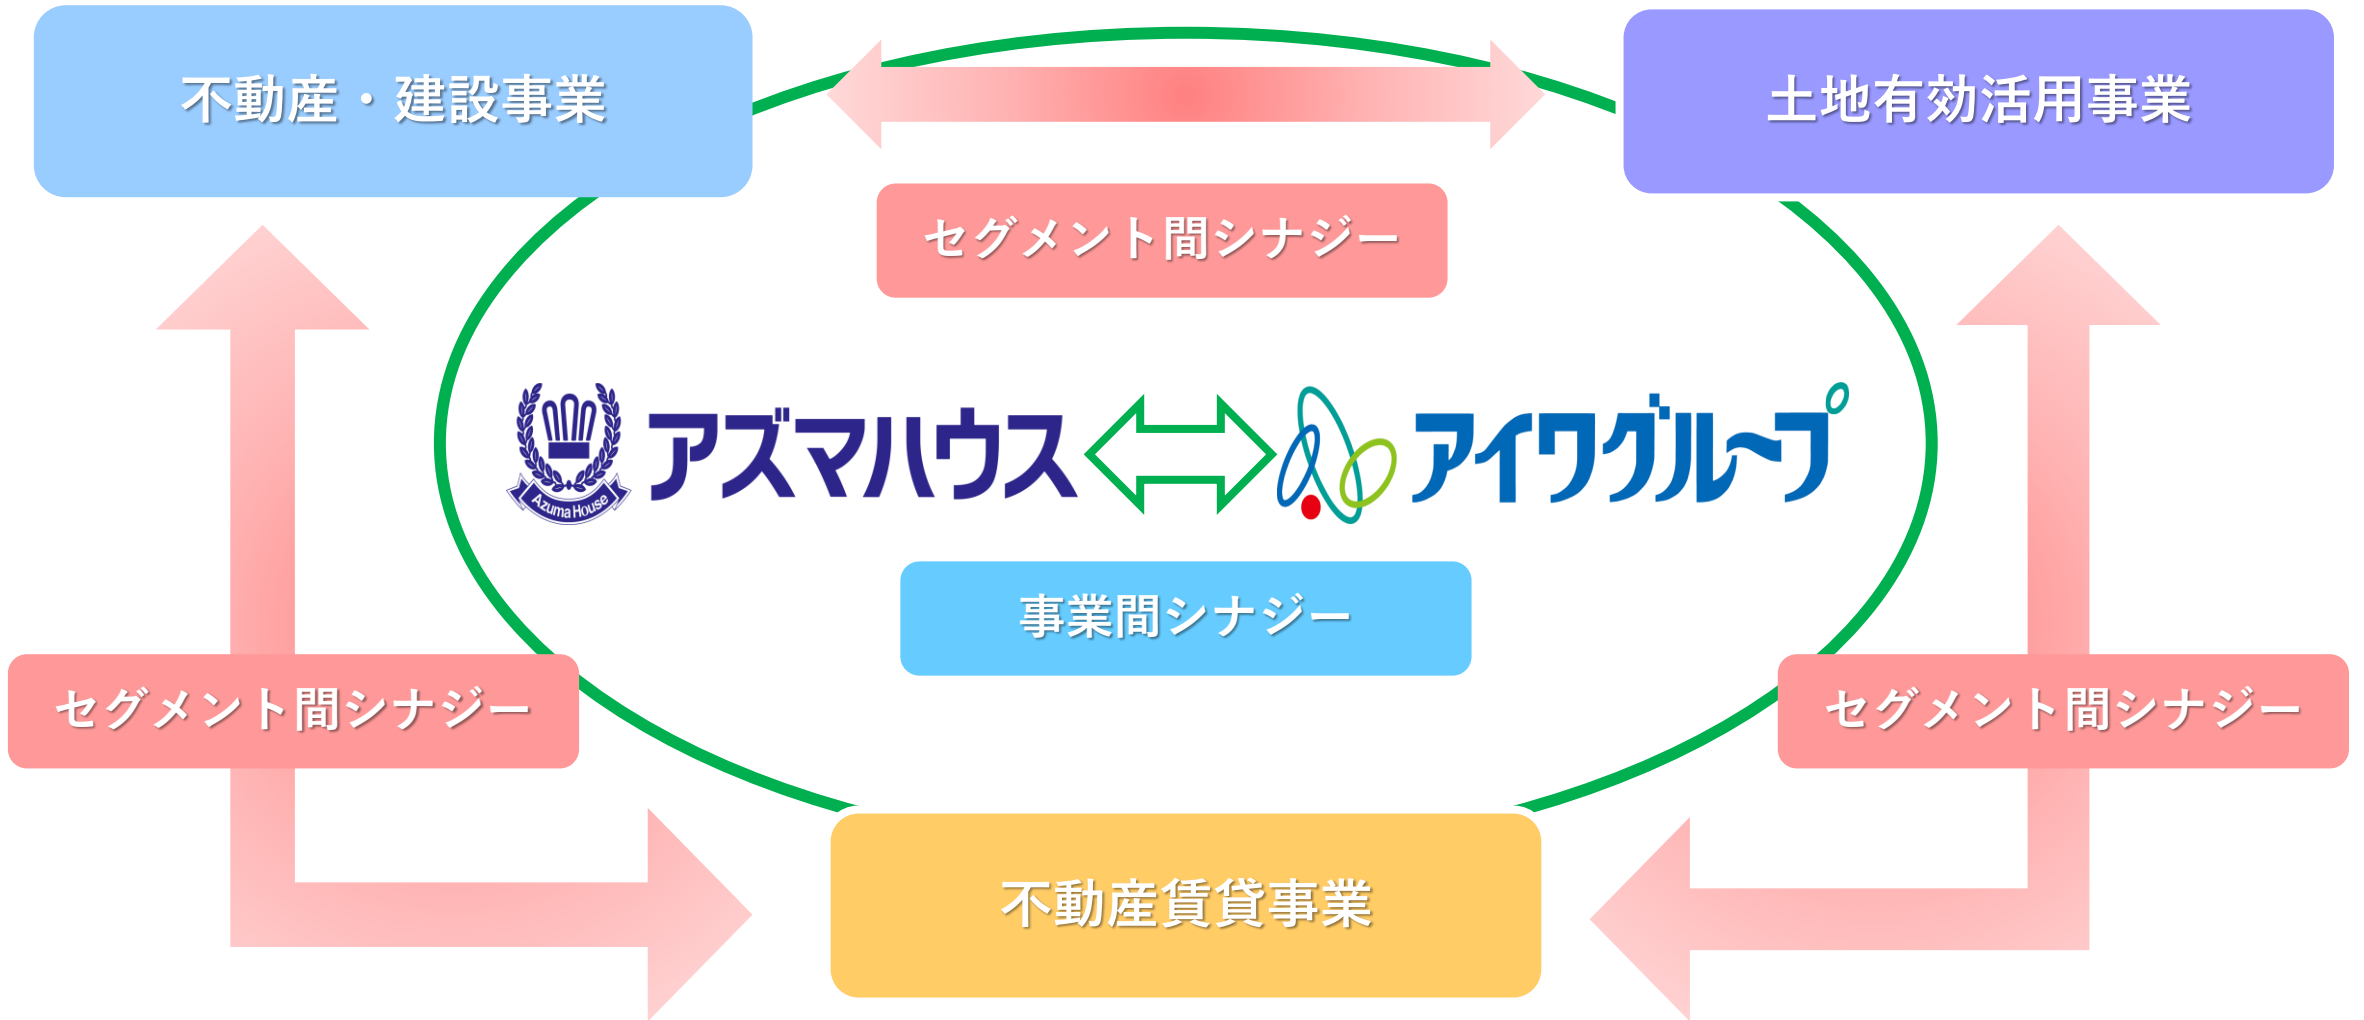 不動産・建設事業
土地有効活用事業
セグメント間シナジー
アズマハウス
Azuma House
アイワグループ
事業間シナジー
セグメント間シナジー
セグメント間シナジー
不動産賃貸事業